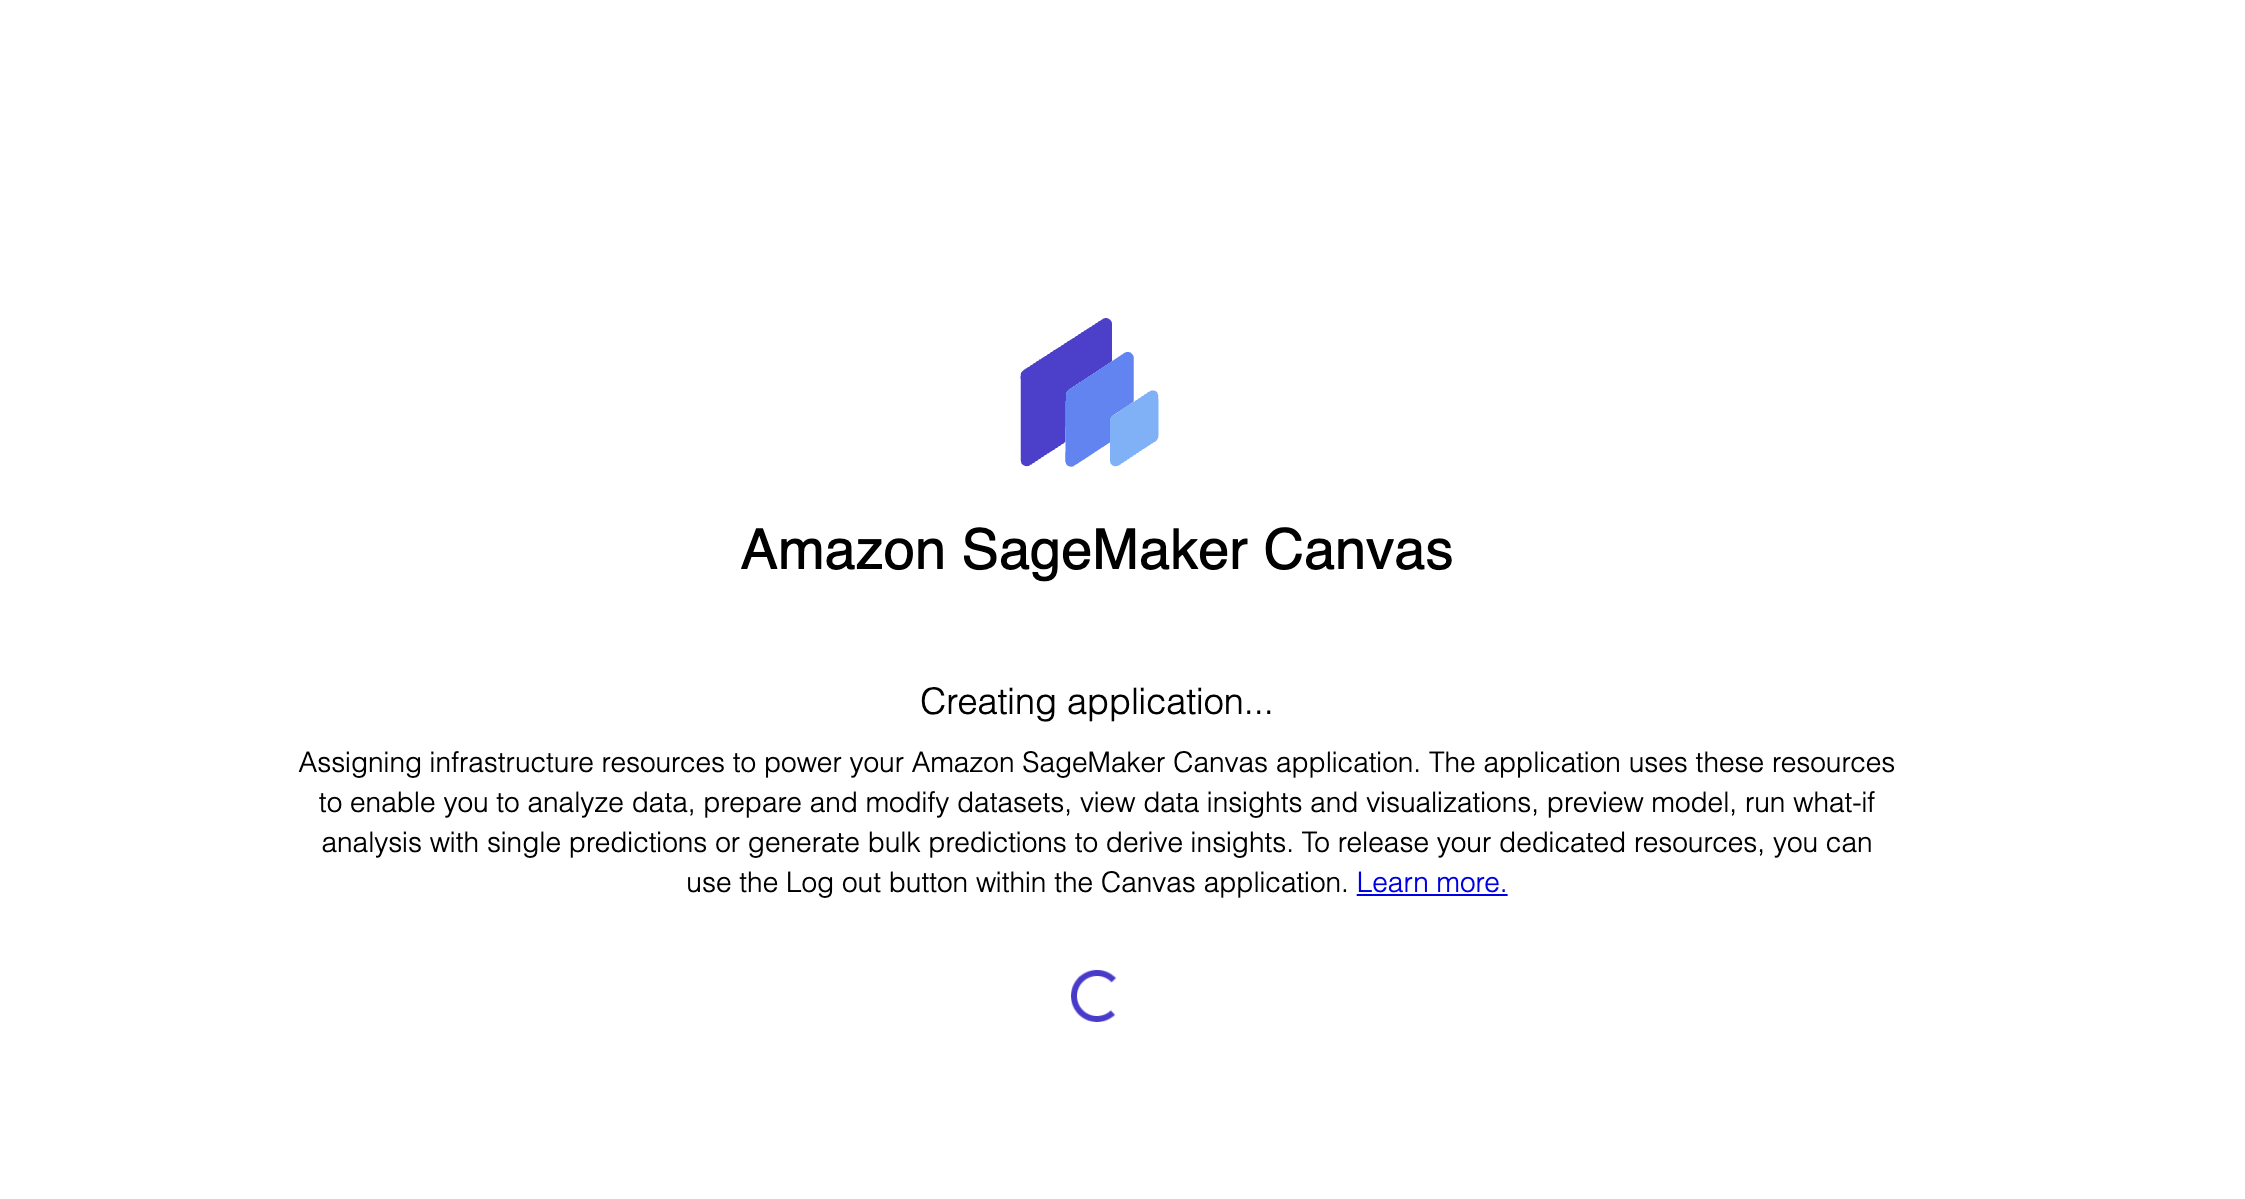 Amazon SageMaker Canvas
Creating application...
Assigning infrastructure resources to power your Amazon SageMaker Canvas application. The application uses these resources
to enable you to analyze data, prepare and modify datasets, view data insights and visualizations, preview model, run what-if
analysis with single predictions or generate bulk predictions to derive insights. To release your dedicated resources, you can
use the Log out button within the Canvas application. Learn more.